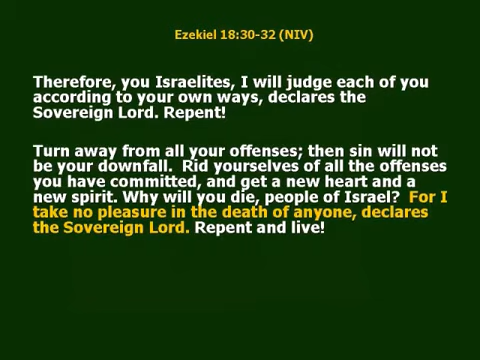 Ezekiel 18:30-32 (NIV)
Therefore, you Israelites, I will judge each of you
according to your own ways, declares the
Sovereign Lord. Repent!
Turn away from all your offenses; then sin will not
be your downfall.  Rid yourselves of all the offenses
you have committed, and get a new heart and a
new spirit. Why will you die, people of Israel?  For I
take no pleasure in the death of anyone, declares
the Sovereign Lord. Repent and live!